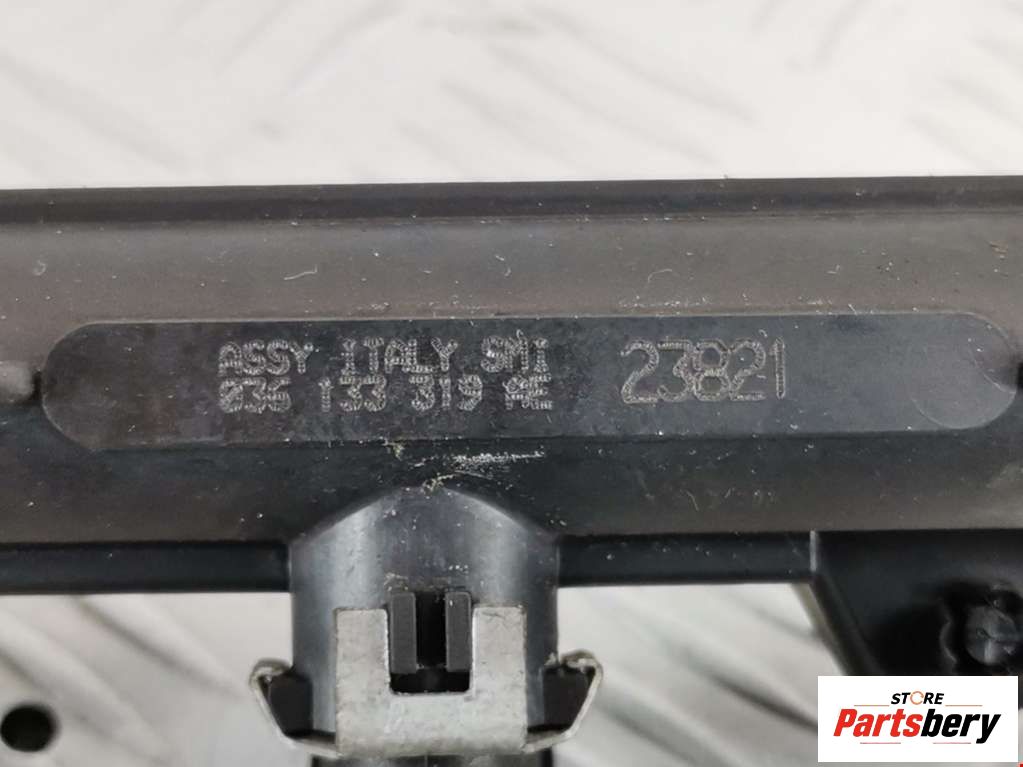 ASSY ITALY SMI 23821
036 133 319 AE
STORE
Partsbery